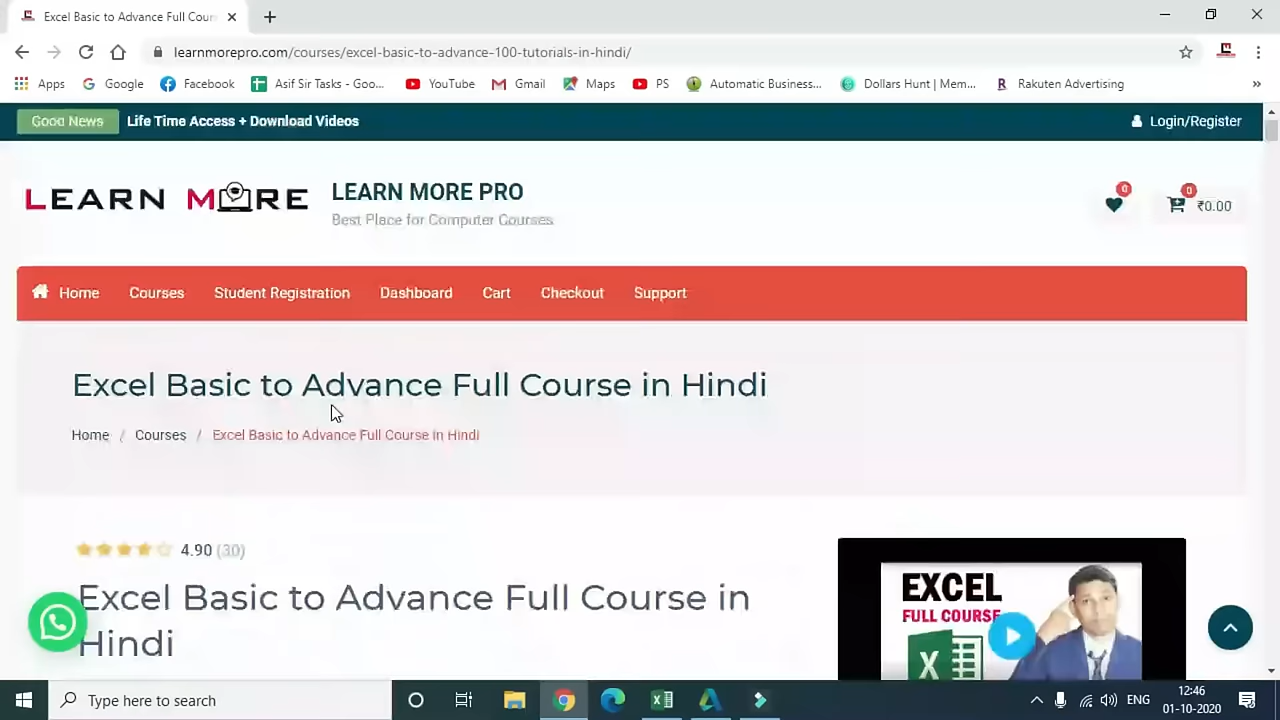 Excel Basic to Advance Full Cour
learnmorepro.com/courses/excel-basic-to-advance-100-tutorials-in-hindi/
Apps Google Facebook Asif Sir Tasks - Goo... YouTube Gmail Maps PS Automatic Business... Dollars Hunt | Mem... Rakuten Advertising »
Good News Life Time Access + Download Videos Login/Register
LEARN MORE LEARN MORE PRO 0 0
Best Place for Computer Courses ₹0.00
Home Courses Student Registration Dashboard Cart Checkout Support
Excel Basic to Advance Full Course in Hindi
Home / Courses / Excel Basic to Advance Full Course in Hindi
4.90 (30)
Excel Basic to Advance Full Course in
Hindi
EXCEL
FULL COURSE
X
Type here to search ENG 12:46
01-10-2020